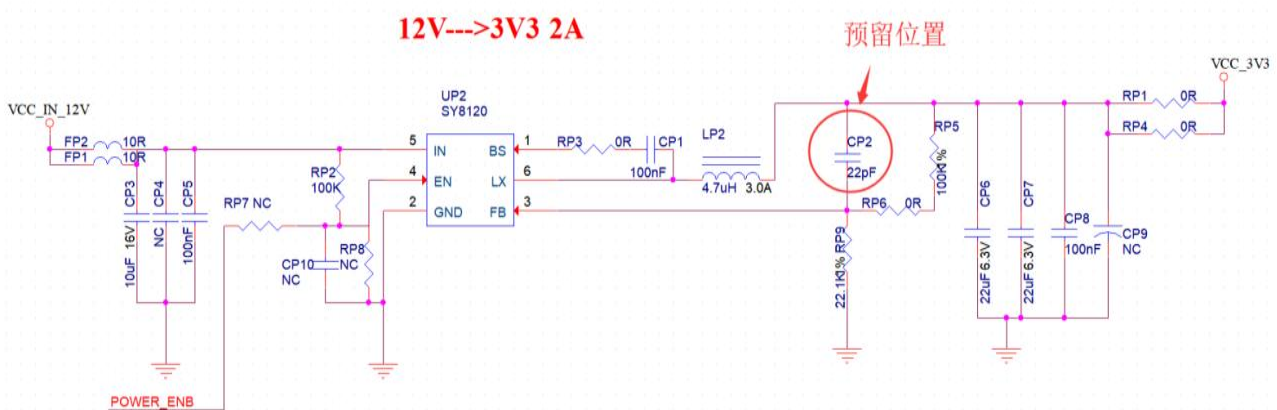 12V--->3V3 2A
预留位置
VCC_3V3
VCC_IN_12V
UP2
SY8120
FP2 10R
FP1 10R
5 IN
BS 1
4 EN
LX 6
2 GND
FB 3
RP3 0R
CP1
100nF
LP2
4.7uH 3.0A
CP2
22pF
RP5
100K1%
RP6 0R
RP9
22.1K1%
RP1 0R
RP4 0R
CP3
10uF 16V
CP4
NC
CP5
100nF
RP2
100K
RP7 NC
RP8
NC
CP10
NC
CP6
22uF 6.3V
CP7
22uF 6.3V
CP8
100nF
CP9
NC
POWER_ENB